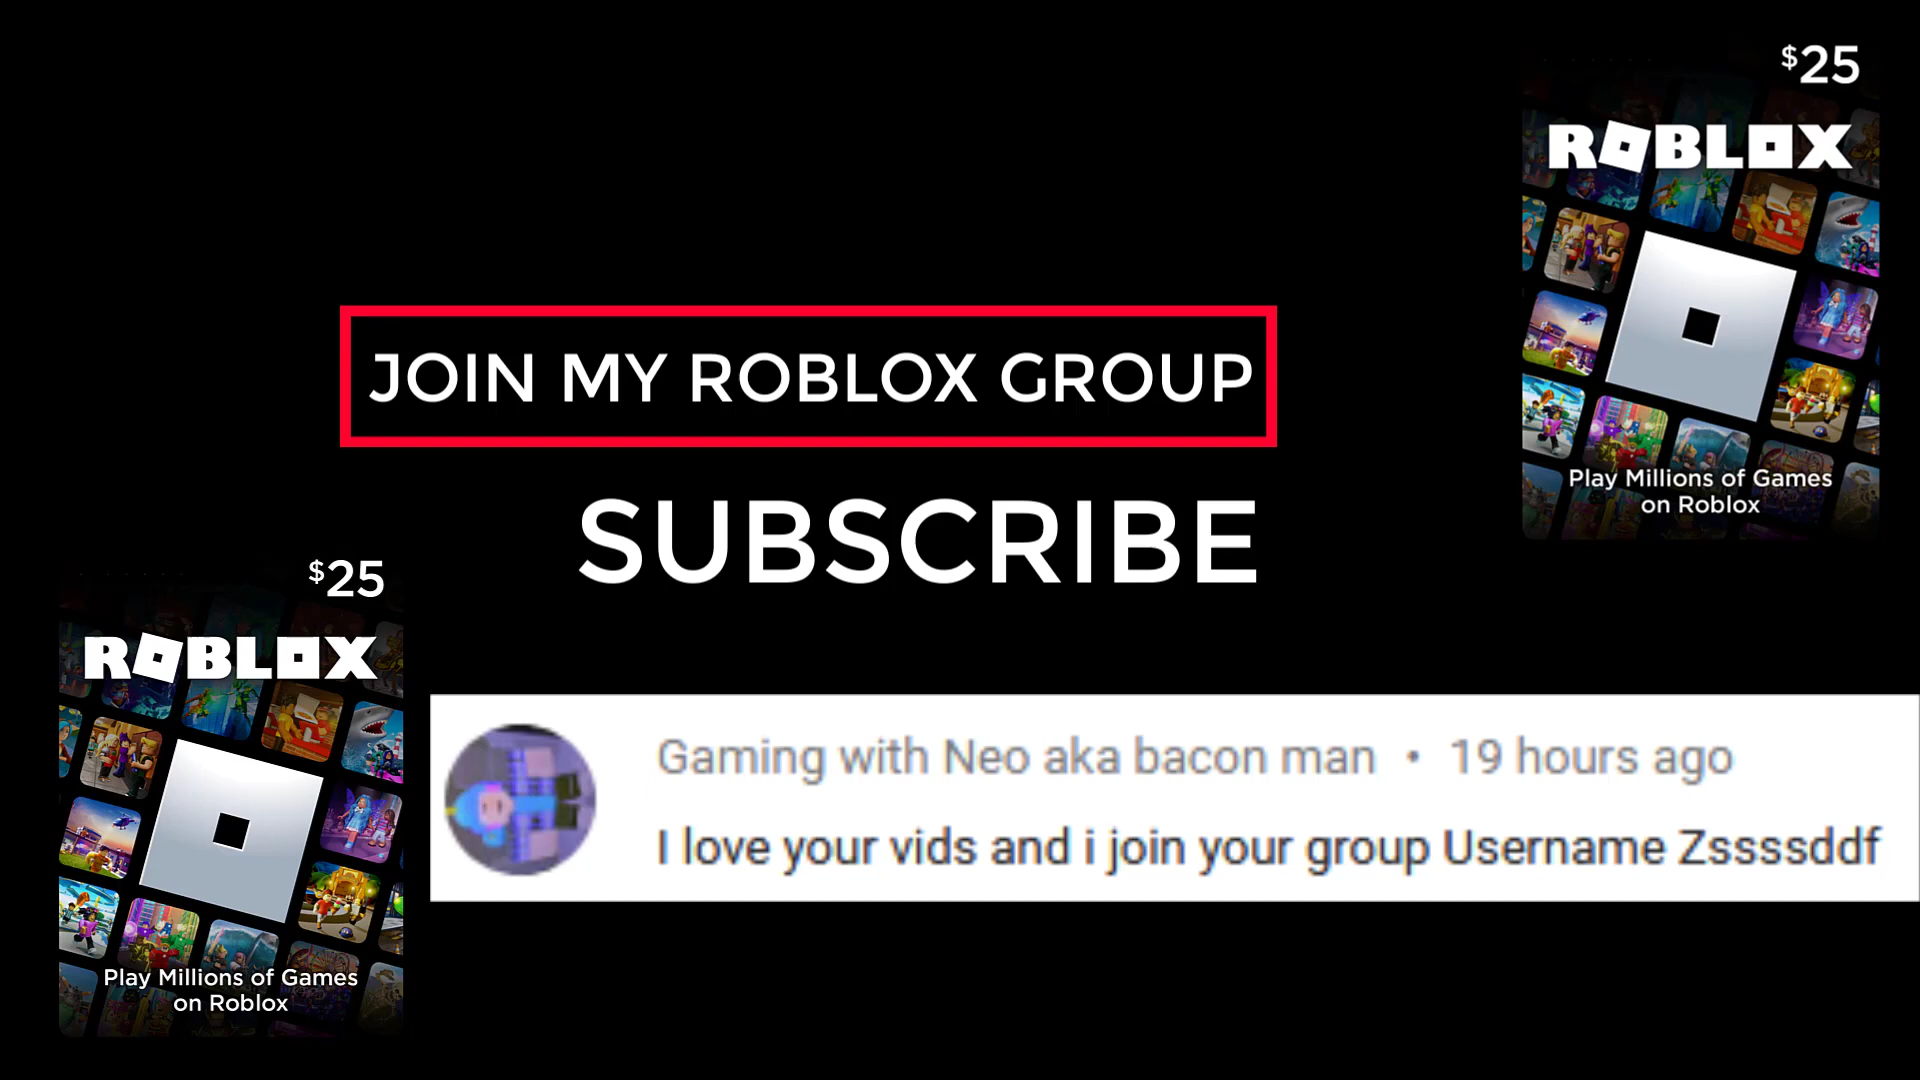 $25
ROBLOX
Play Millions of Games
on Roblox
JOIN MY ROBLOX GROUP
SUBSCRIBE
$25
ROBLOX
Play Millions of Games
on Roblox
Gaming with Neo aka bacon man • 19 hours ago
I love your vids and i join your group Username Zssssddf